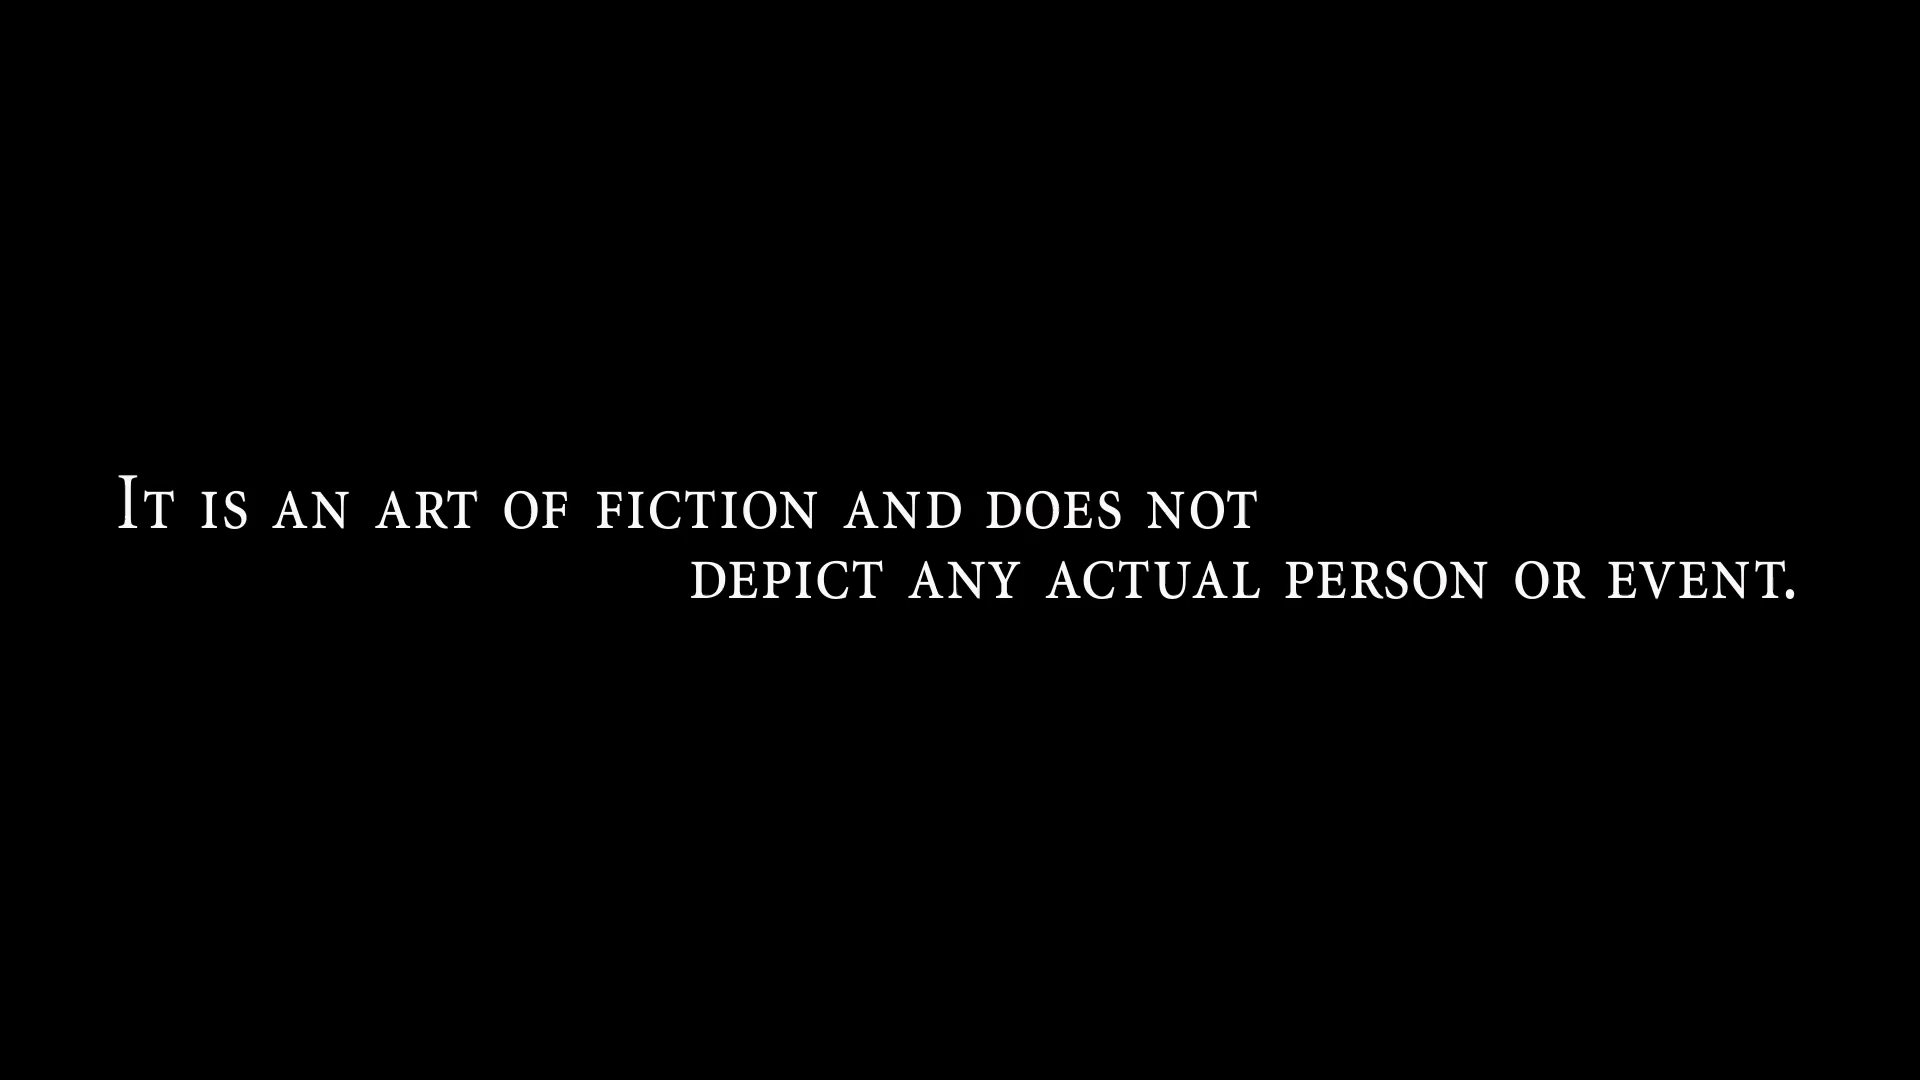 It is an art of fiction and does not
depict any actual person or event.